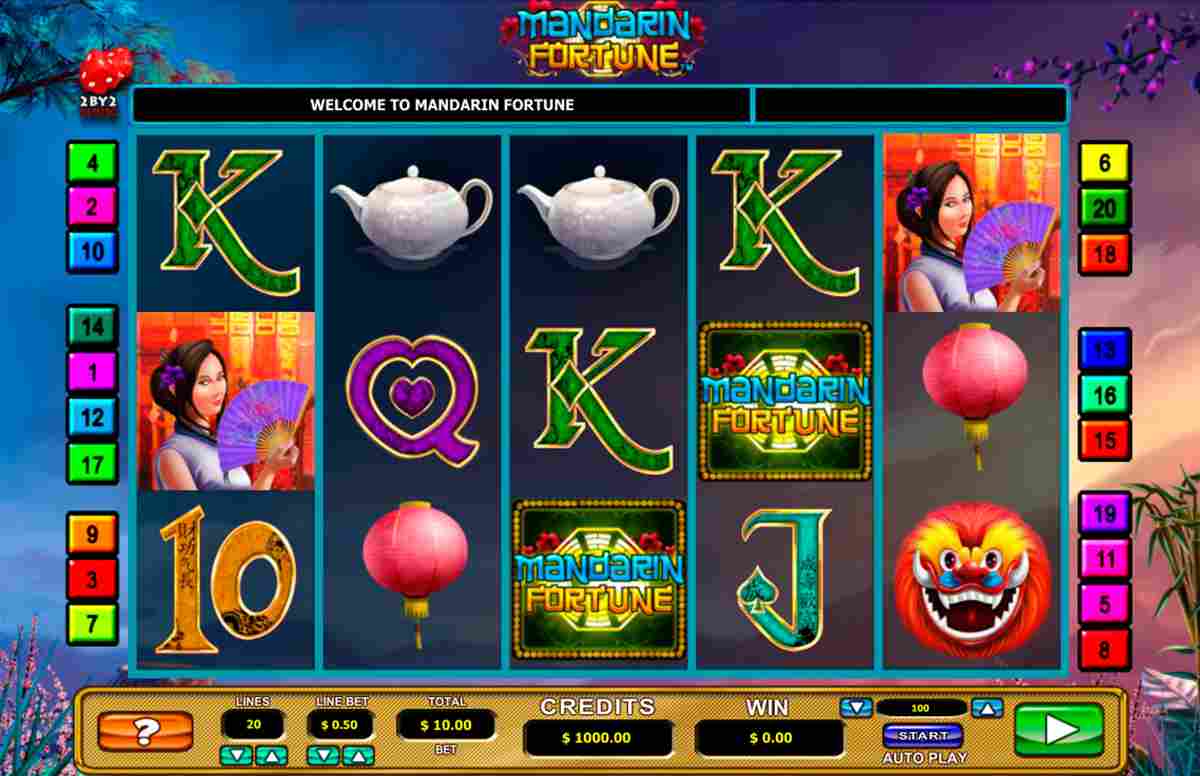 MANDARIN
FORTUNE
2BY2
WELCOME TO MANDARIN FORTUNE
4
2
10
14
1
12
17
9
3
7
6
20
18
13
16
15
19
11
5
8
K
K
Q
K
MANDARIN
FORTUNE
10
MANDARIN
FORTUNE
J
?
LINES
20
LINE BET
$ 0.50
TOTAL
$ 10.00
BET
CREDITS
$ 1000.00
WIN
$ 0.00
100
START
AUTO PLAY